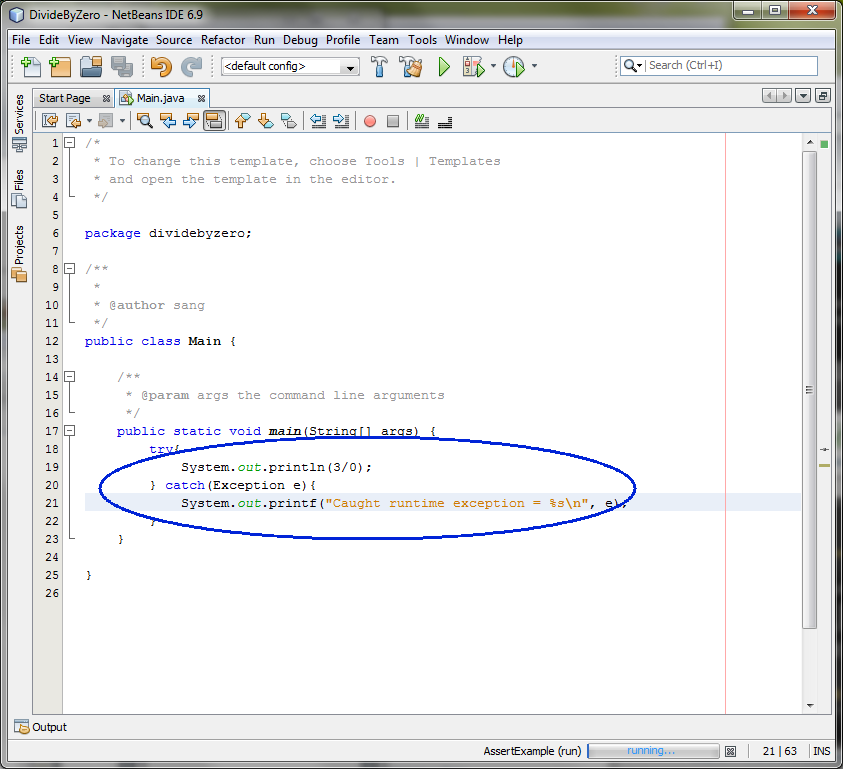 DivideByZero - NetBeans IDE 6.9
File Edit View Navigate Source Refactor Run Debug Profile Team Tools Window Help
<default config>
Search (Ctrl+I)
Services
Files
Projects
Start Page
Main.java
1 /*
2  * To change this template, choose Tools | Templates
3  * and open the template in the editor.
4  */
5
6 package dividebyzero;
7
8 /**
9  *
10  * @author sang
11  */
12 public class Main {
13
14     /**
15      * @param args the command line arguments
16      */
17     public static void main(String[] args) {
18         try{
19             System.out.println(3/0);
20         } catch(Exception e){
21             System.out.printf("Caught runtime exception = %s\n", e);
22         }
23     }
24
25 }
26
Output
AssertExample (run) running... 21 | 63 INS